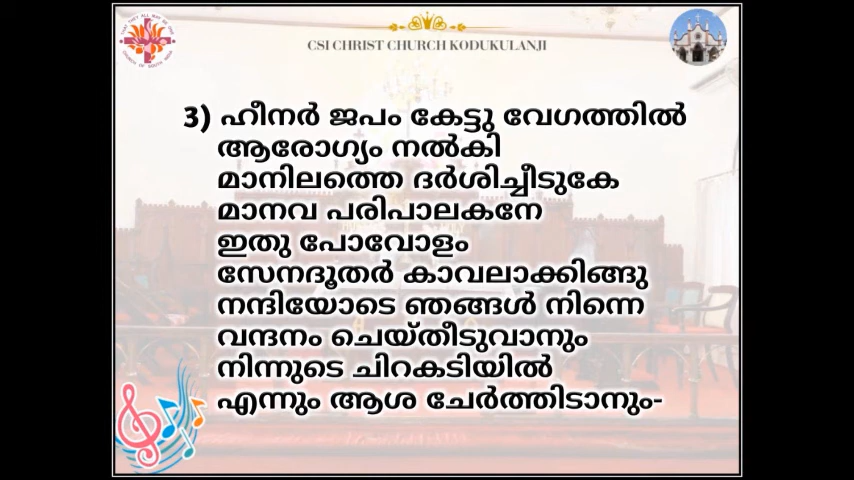 CSI CHRIST CHURCH KODUKULANJI
3) ഹീനർ ജപം കേട്ടു വേഗത്തിൽ
ആരോഗ്യം നൽകി
മാനിലത്തെ ദർശിച്ചീടുകേ
മാനവ പരിപാലകനേ
ഇതു പോവോളം
സേനദൂതർ കാവലാക്കിങ്ങു
നന്ദിയോടെ ഞങ്ങൾ നിന്നെ
വന്ദനം ചെയ്തീടുവാനും
നിന്നുടെ ചിറകടിയിൽ
എന്നും ആശ ചേർത്തിടാനും-